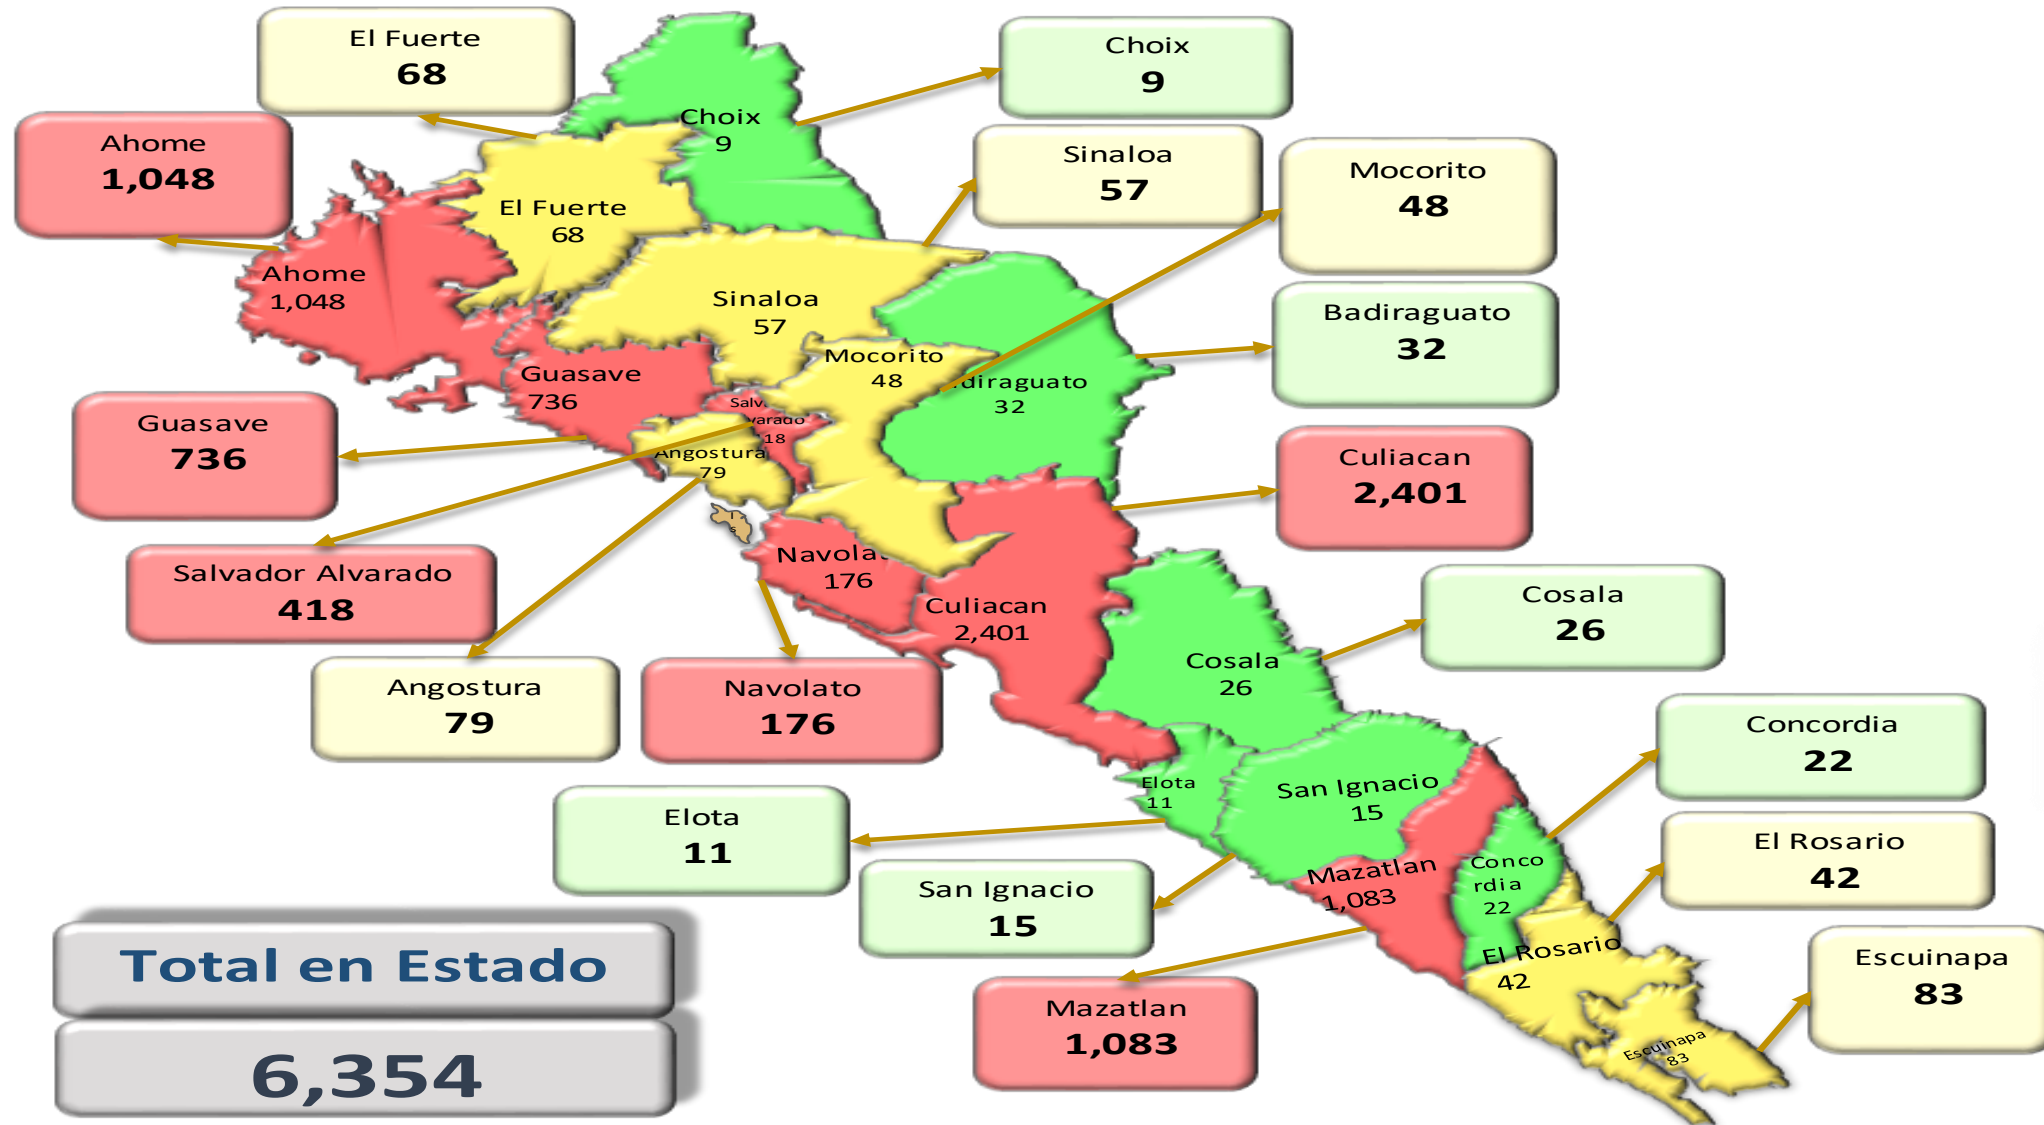 El Fuerte
68
Choix
9
Ahome
1,048
Sinaloa
57
Mocorito
48
Choix
9
El Fuerte
68
Ahome
1,048
Sinaloa
57
Badiraguato
32
Mocorito
48
diraguato
32
Guasave
736
Guasave
736
Salv
varado
18
Angostura
79
Culiacan
2,401
Salvador Alvarado
418
Navola
176
Culiacan
2,401
Cosala
26
Cosala
26
Angostura
79
Navolato
176
Concordia
22
Elota
11
San Ignacio
15
Elota
11
San Ignacio
15
Mazatlan
1,083
Conco
rdia
22
El Rosario
42
El Rosario
42
Escuinapa
83
Mazatlan
1,083
Escuinapa
83
Total en Estado
6,354